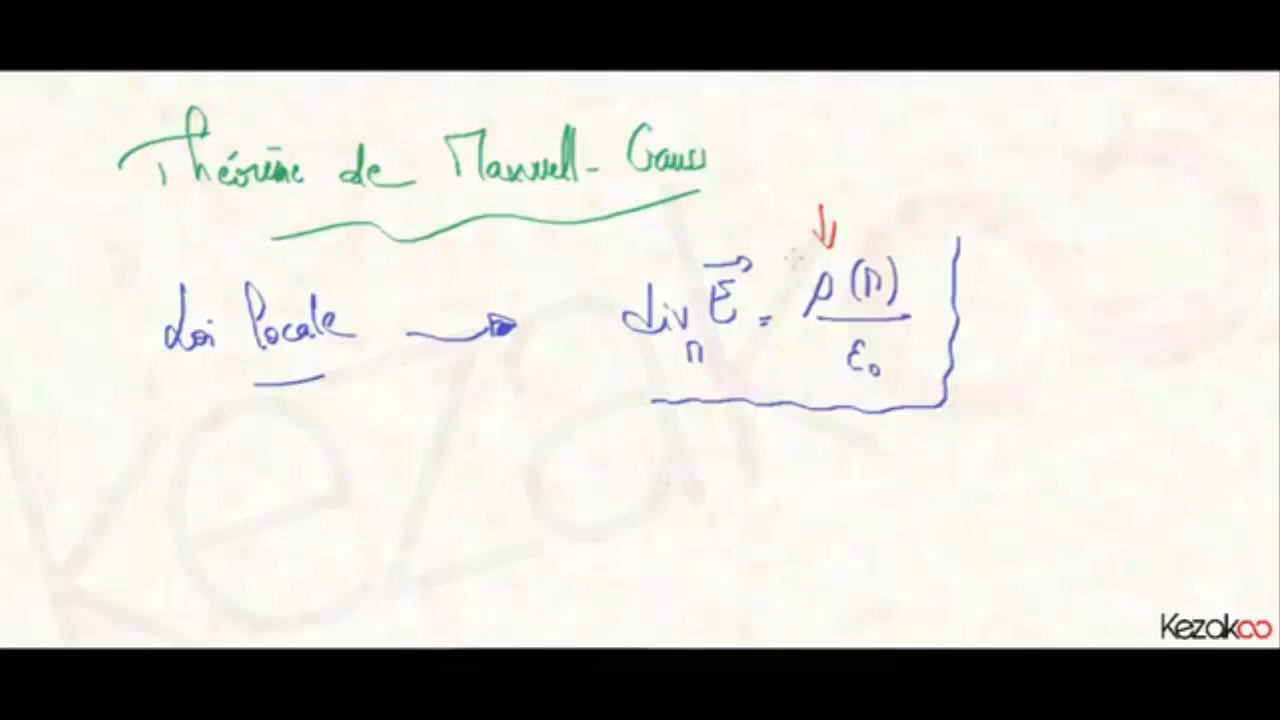 Théorème de Maxwell-Gauss
Loi locale → div_M E⃗ = ρ(M) / ε₀
Kezakoo